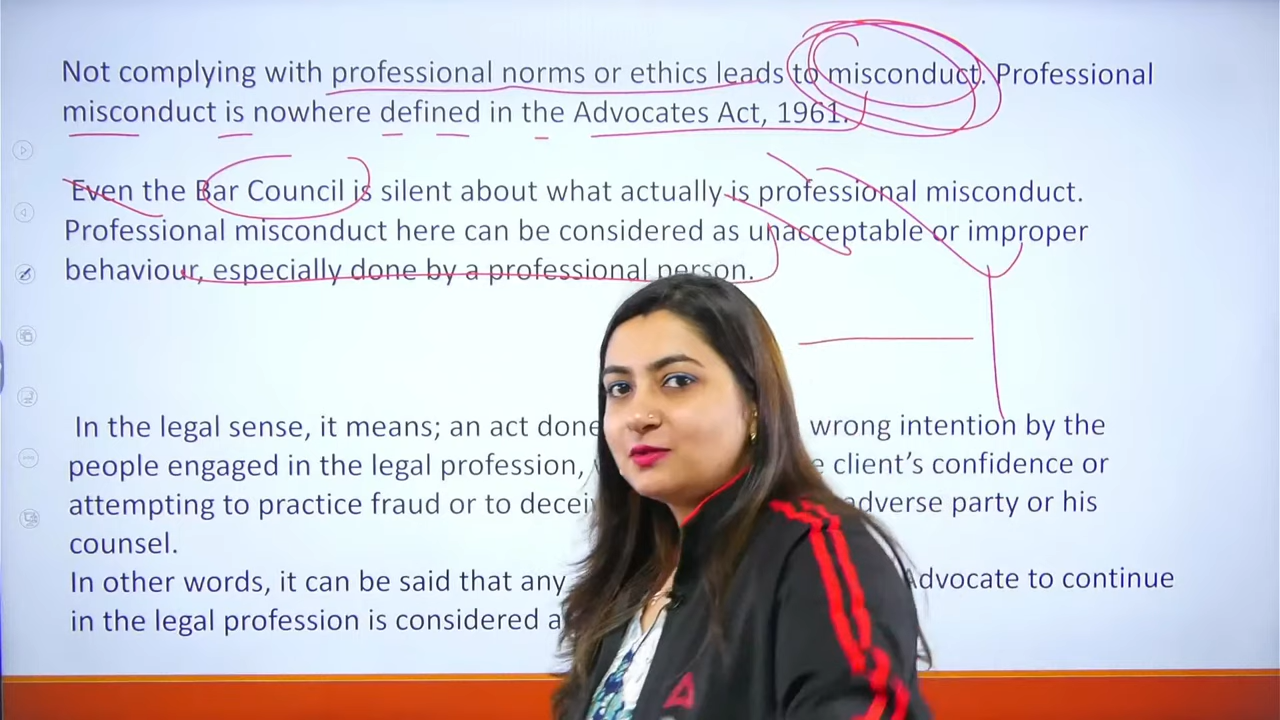 Not complying with professional norms or ethics leads to misconduct. Professional
misconduct is nowhere defined in the Advocates Act, 1961.
Even the Bar Council is silent about what actually is professional misconduct.
Professional misconduct here can be considered as unacceptable or improper
behaviour, especially done by a professional person.
In the legal sense, it means; an act done wrong intention by the
people engaged in the legal profession, client's confidence or
attempting to practice fraud or to adverse party or his
counsel.
In other words, it can be said that any Advocate to continue
in the legal profession is considered